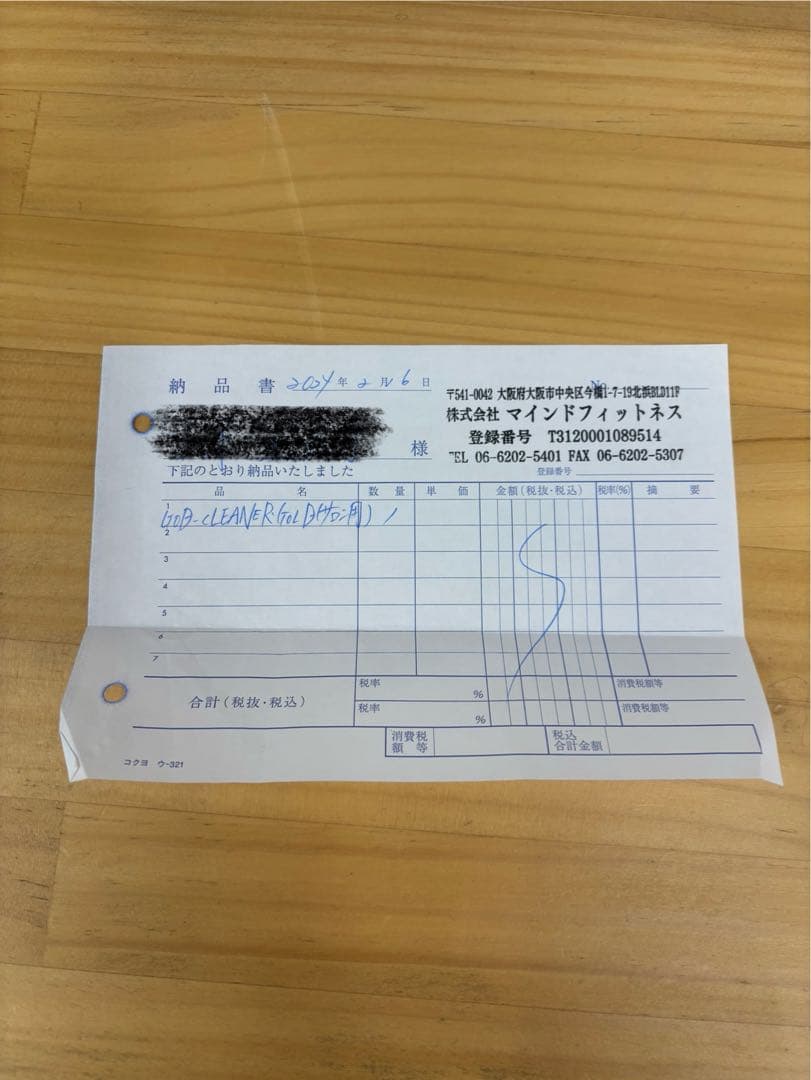 納品書 2024年2月6日
No.
〒541-0042 大阪府大阪市中央区今橋1-7-19北浜BLD11F
株式会社 マインドフィットネス
登録番号 T3120001089514
TEL 06-6202-5401 FAX 06-6202-5307
様
登録番号
下記のとおり納品いたしました
品名 数量 単価 金額(税抜・税込) 税率(%) 摘要
1 CLEANER・GOLD(サロン用) 1
2
3
4
5
6
7
合計(税抜・税込) 税率 % 消費税額等
税率 % 消費税額等
消費税額等 税込合計金額
コクヨ ウ-321